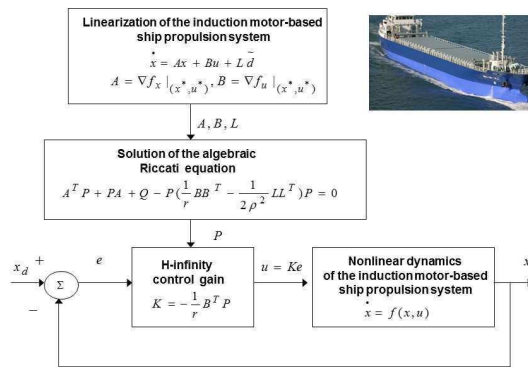 Linearization of the induction motor-based
ship propulsion system
ẋ = Ax + Bu + L d̃
A = ∇f_x |_(x*,u*), B = ∇f_u |_(x*,u*)
A, B, L
Solution of the algebraic
Riccati equation
A^T P + PA + Q − P(1/r BB^T − 1/2ρ^2 LL^T)P = 0
P
x_d + e
Σ
−
H-infinity
control gain
K = −1/r B^T P
u = Ke
Nonlinear dynamics
of the induction motor-based
ship propulsion system
ẋ = f(x,u)
x